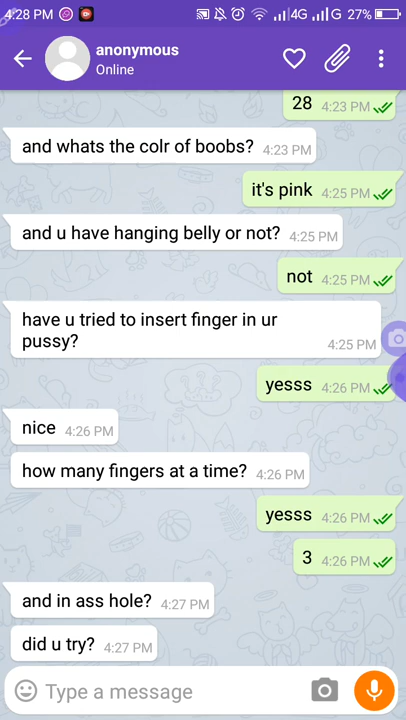 4:28 PM 4G G 27%
anonymous
Online
28 4:23 PM
and whats the colr of boobs? 4:23 PM
it's pink 4:25 PM
and u have hanging belly or not? 4:25 PM
not 4:25 PM
have u tried to insert finger in ur
pussy? 4:25 PM
yesss 4:26 PM
nice 4:26 PM
how many fingers at a time? 4:26 PM
yesss 4:26 PM
3 4:26 PM
and in ass hole? 4:27 PM
did u try? 4:27 PM
Type a message